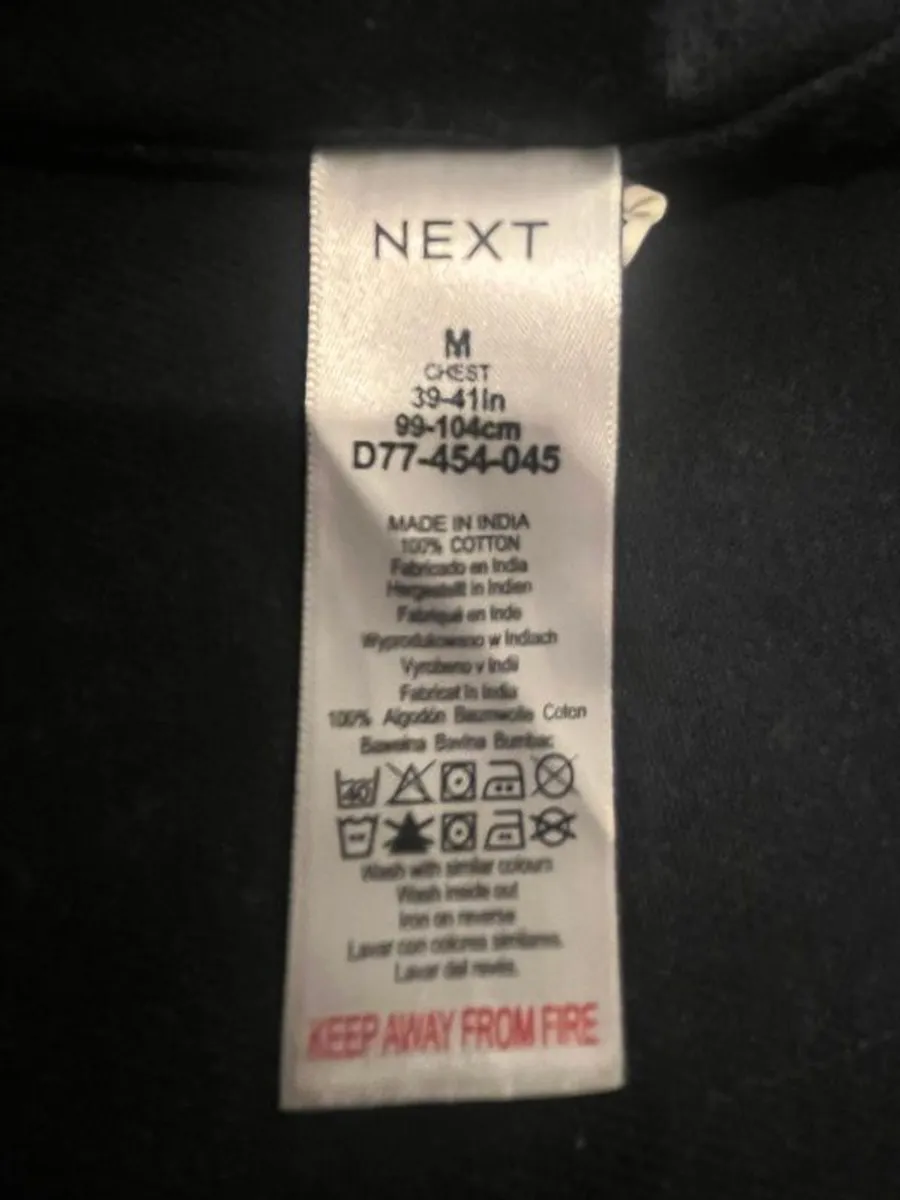 NEXT
M
CHEST
39-41in
99-104cm
D77-454-045
MADE IN INDIA
100% COTTON
Fabricado en India
Hergestellt in Indien
Fabriqué en Inde
Wyprodukowano w Indiach
Vyrobeno v Indii
Fabricat în India
100% Algodón Baumwolle Coton
Bawełna Bavlna Bumbac
40
Wash with similar colours
Wash inside out
Iron on reverse
Lavar con colores similares.
Lavar del revés.
KEEP AWAY FROM FIRE